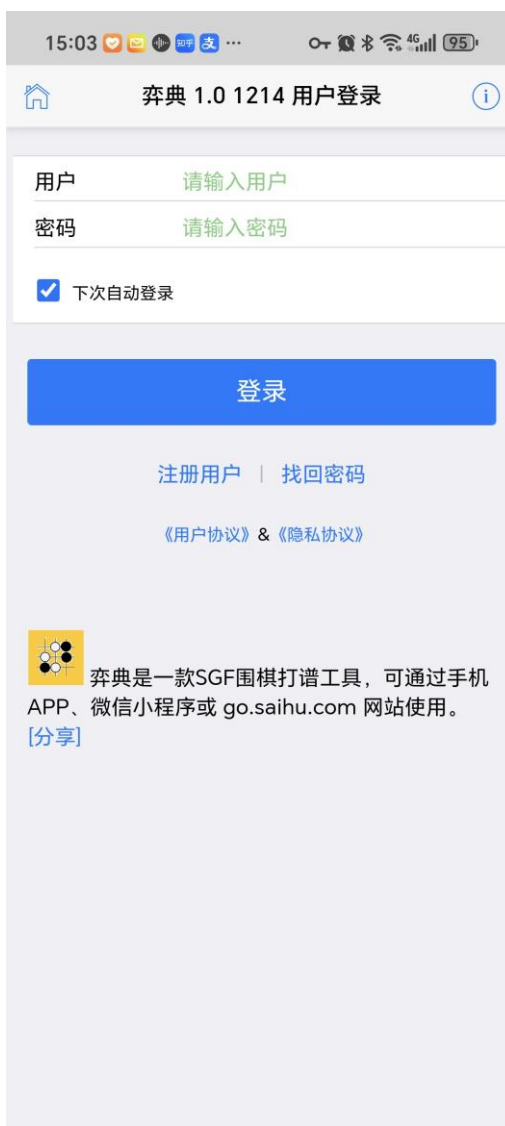 15:03 知乎 支 ··· 4G 95
弈典 1.0 1214 用户登录
用户 请输入用户
密码 请输入密码
下次自动登录
登录
注册用户 | 找回密码
《用户协议》&《隐私协议》
弈典是一款SGF围棋打谱工具，可通过手机
APP、微信小程序或 go.saihu.com 网站使用。
[分享]